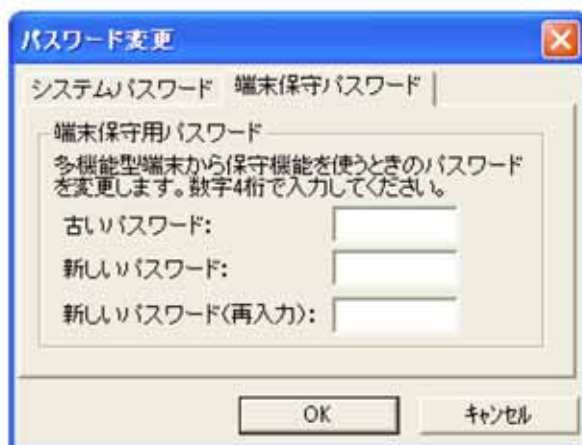 パスワード変更
システムパスワード 端末保守パスワード
端末保守用パスワード
多機能型端末から保守機能を使うときのパスワード
を変更します。数字4桁で入力してください。
古いパスワード:
新しいパスワード:
新しいパスワード(再入力):
OK キャンセル